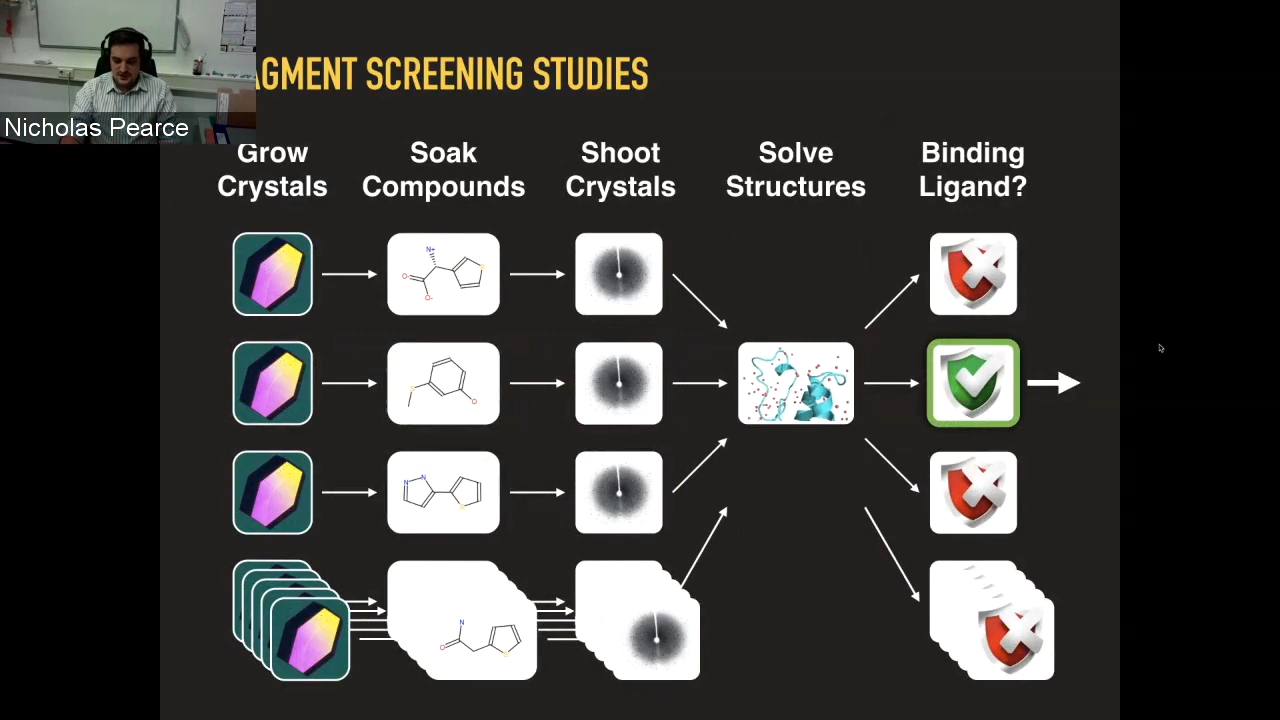 Nicholas Pearce
AGMENT SCREENING STUDIES
Grow
Crystals
Soak
Compounds
Shoot
Crystals
Solve
Structures
Binding
Ligand?
N+
O
O-
S
S
O
N
N
S
N
O
S